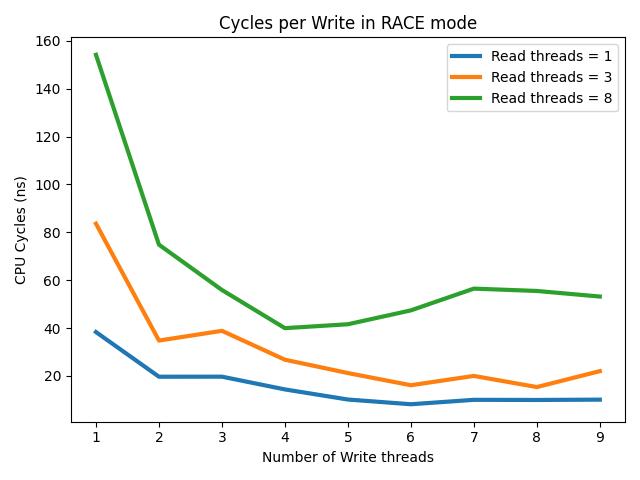 Cycles per Write in RACE mode
160
140
120
100
80
60
40
20
CPU Cycles (ns)
Read threads = 1
Read threads = 3
Read threads = 8
1 2 3 4 5 6 7 8 9
Number of Write threads